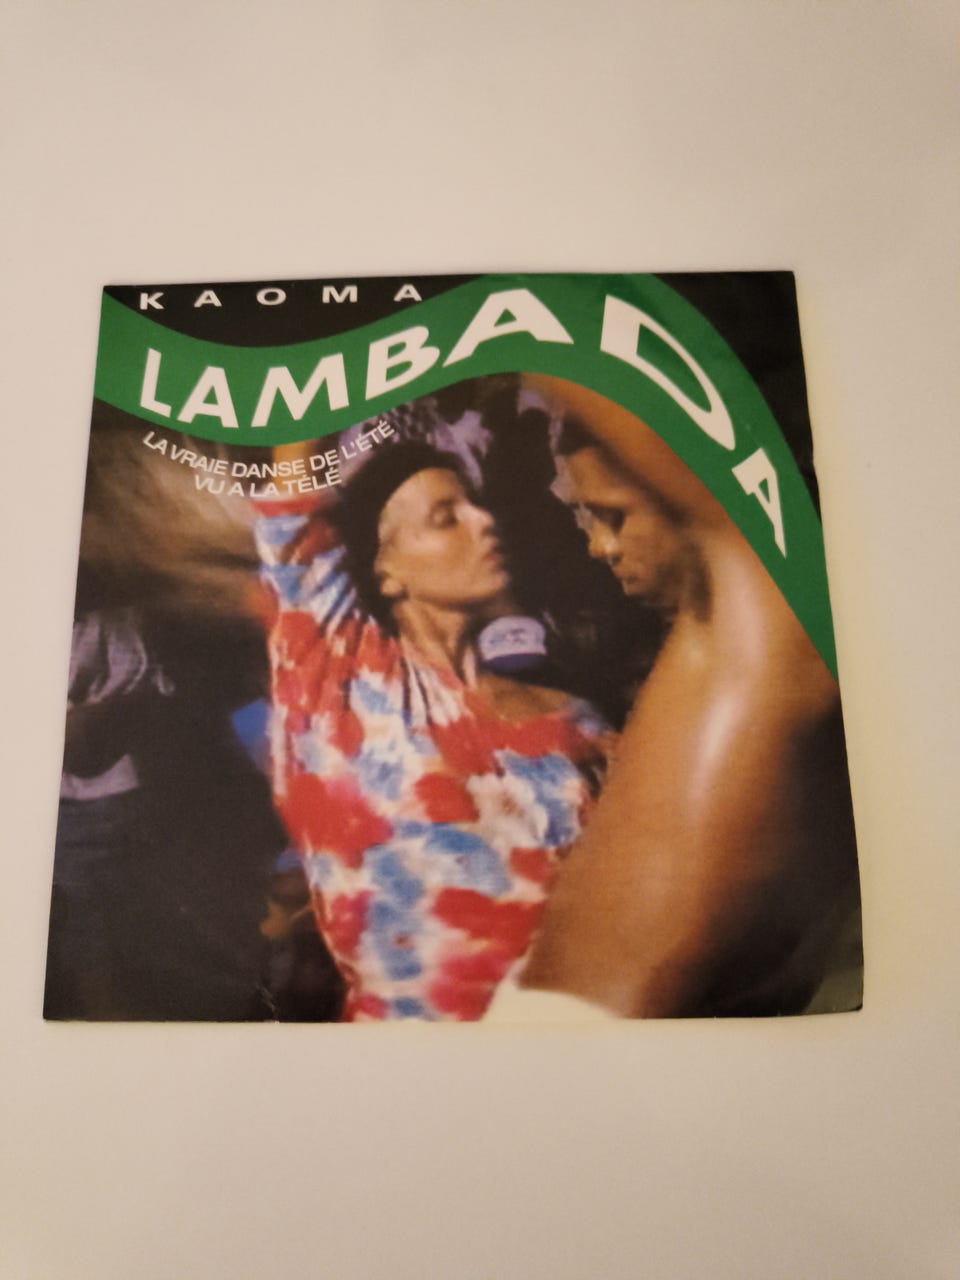 KAOMA
LAMBADA
LA VRAIE DANSE DE L'ÉTÉ
VU A LA TÉLÉ